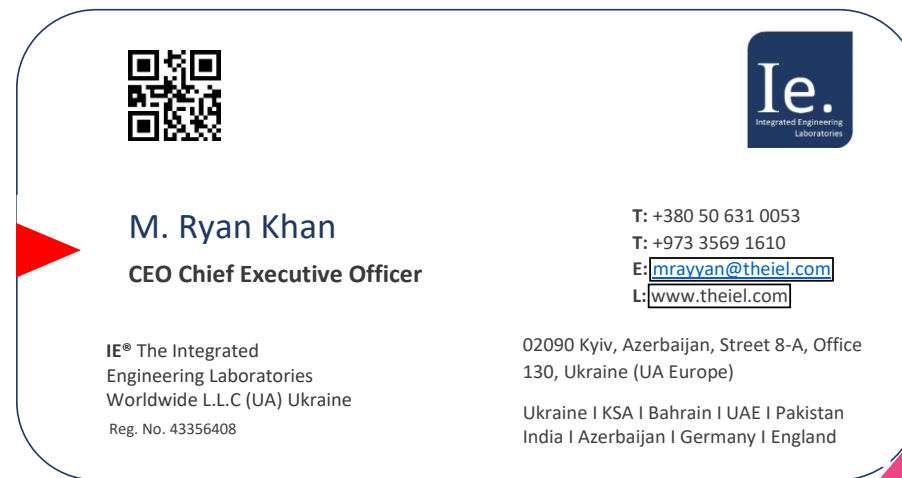 Ie.
Integrated Engineering
Laboratories
M. Ryan Khan
CEO Chief Executive Officer
T: +380 50 631 0053
T: +973 3569 1610
E: mrayyan@theiel.com
L: www.theiel.com
IE® The Integrated
Engineering Laboratories
Worldwide L.L.C (UA) Ukraine
Reg. No. 43356408
02090 Kyiv, Azerbaijan, Street 8-A, Office
130, Ukraine (UA Europe)
Ukraine I KSA I Bahrain I UAE I Pakistan
India I Azerbaijan I Germany I England